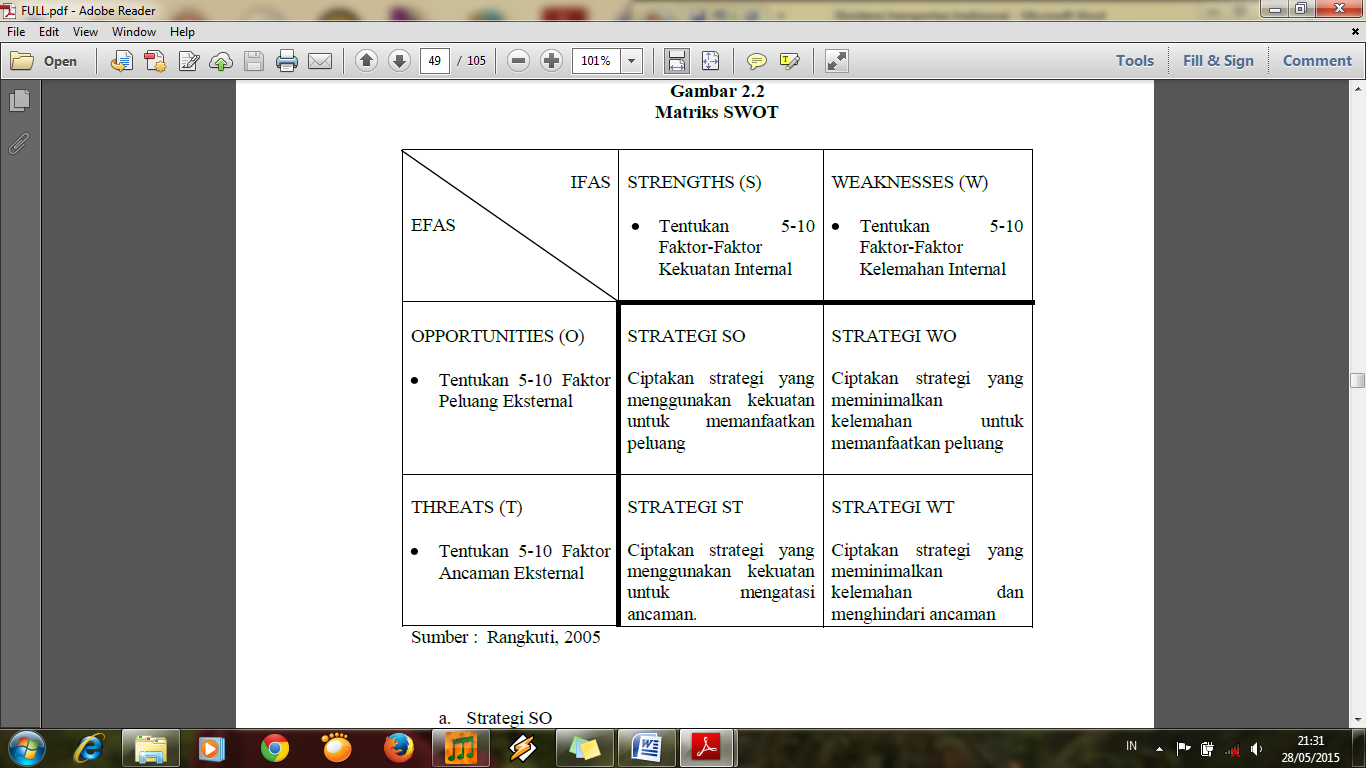 FULL.pdf - Adobe Reader
File Edit View Window Help
Open 49 / 105 101% Tools Fill & Sign Comment
Gambar 2.2
Matriks SWOT
IFAS
EFAS
STRENGTHS (S)
• Tentukan 5-10
Faktor-Faktor
Kekuatan Internal
WEAKNESSES (W)
• Tentukan 5-10
Faktor-Faktor
Kelemahan Internal
OPPORTUNITIES (O)
• Tentukan 5-10 Faktor
Peluang Eksternal
STRATEGI SO
Ciptakan strategi yang
menggunakan kekuatan
untuk memanfaatkan
peluang
STRATEGI WO
Ciptakan strategi yang
meminimalkan
kelemahan untuk
memanfaatkan peluang
THREATS (T)
• Tentukan 5-10 Faktor
Ancaman Eksternal
STRATEGI ST
Ciptakan strategi yang
menggunakan kekuatan
untuk mengatasi
ancaman.
STRATEGI WT
Ciptakan strategi yang
meminimalkan
kelemahan dan
menghindari ancaman
Sumber : Rangkuti, 2005
a. Strategi SO
IN
21:31
28/05/2015